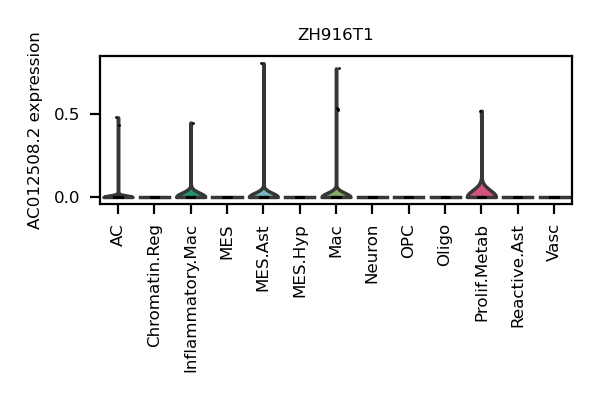 ZH916T1
AC012508.2 expression
0.5
0.0
AC
Chromatin.Reg
Inflammatory.Mac
MES
MES.Ast
MES.Hyp
Mac
Neuron
OPC
Oligo
Prolif.Metab
Reactive.Ast
Vasc